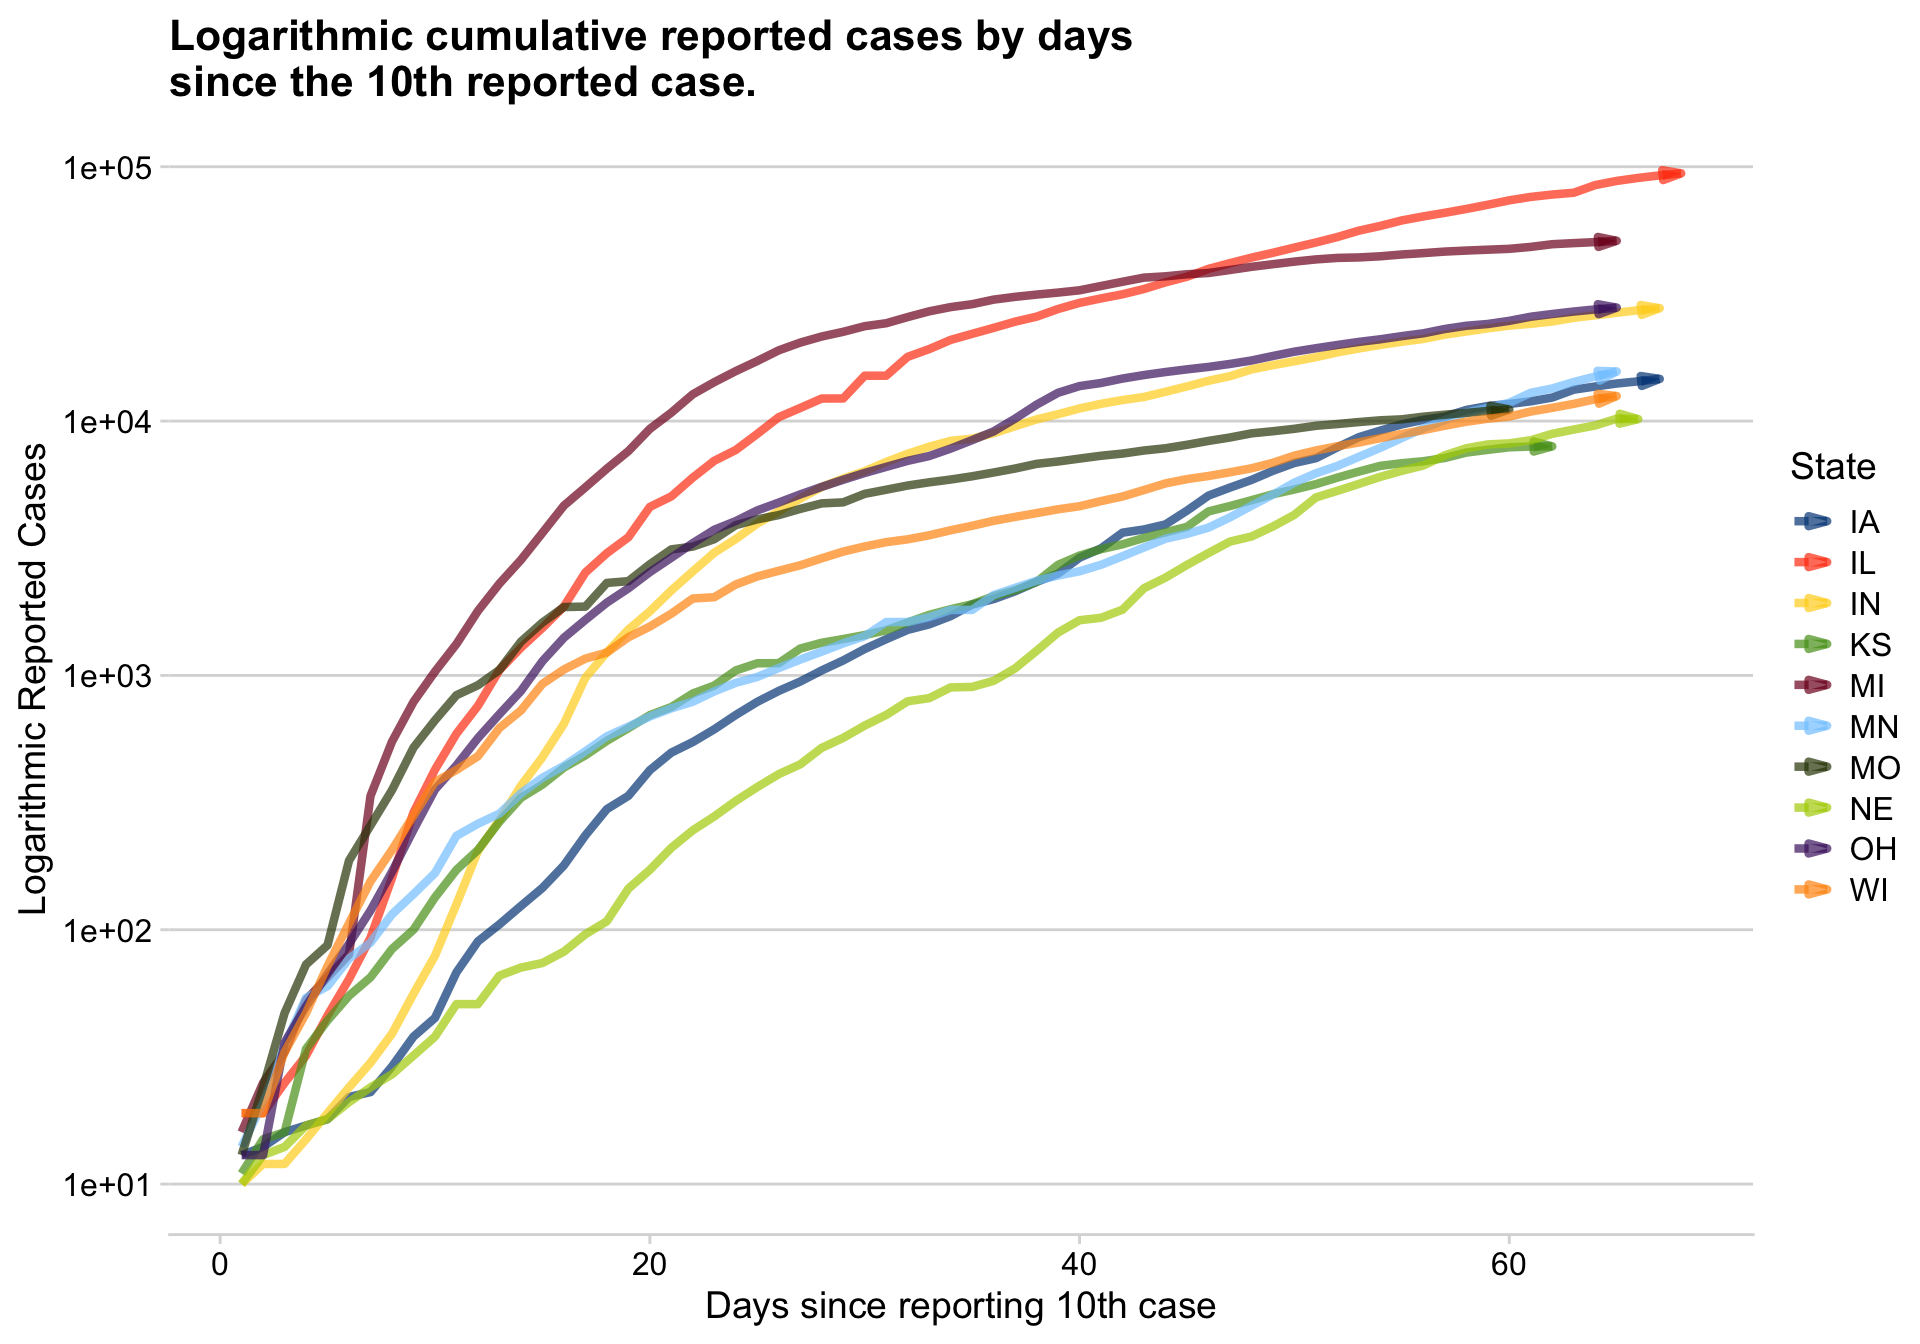 Logarithmic cumulative reported cases by days
since the 10th reported case.
1e+05
1e+04
1e+03
1e+02
1e+01
Logarithmic Reported Cases
0
20
40
60
Days since reporting 10th case
State
IA
IL
IN
KS
MI
MN
MO
NE
OH
WI